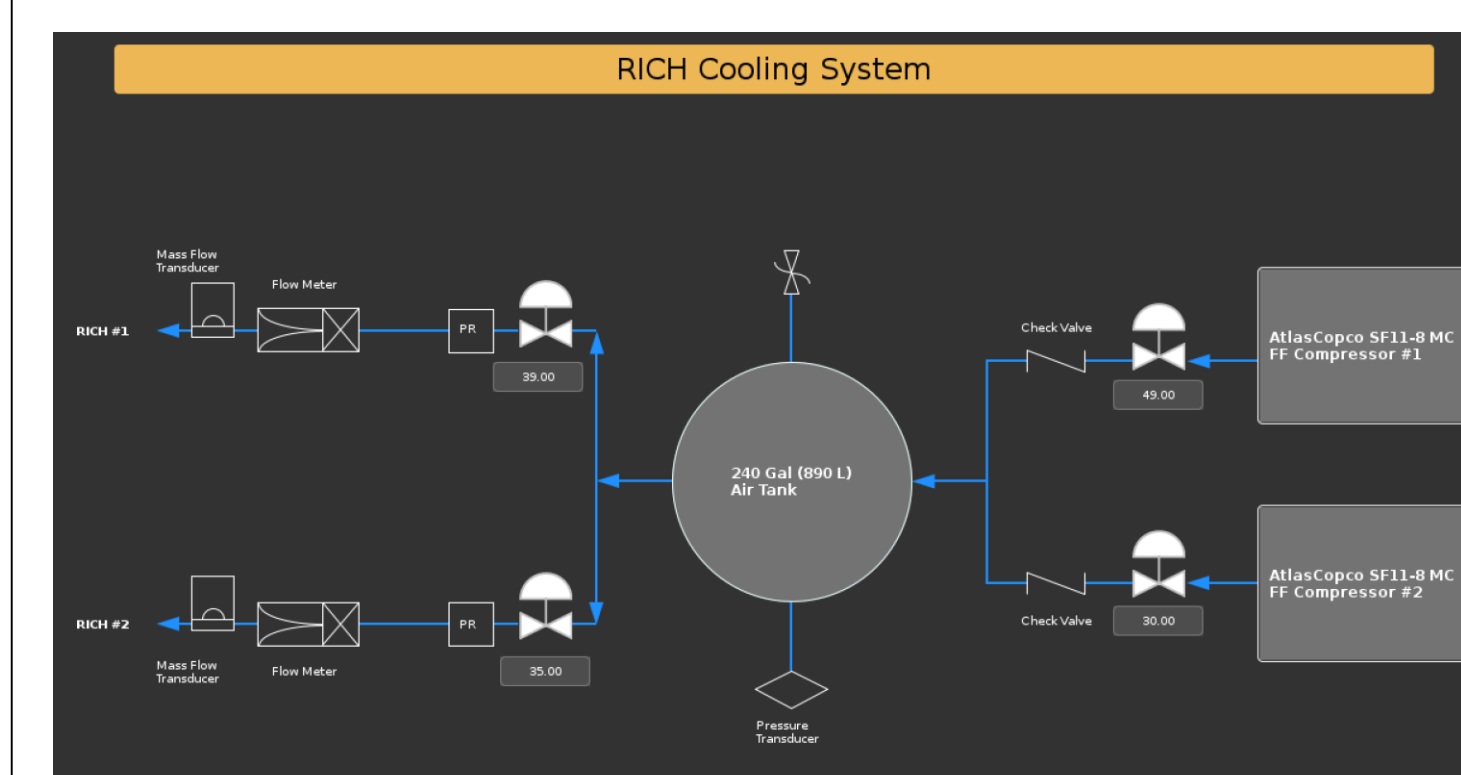 RICH Cooling System
Mass Flow
Transducer
Flow Meter
RICH #1
PR
39.00
Check Valve
49.00
AtlasCopco SF11-8 MC
FF Compressor #1
240 Gal (890 L)
Air Tank
RICH #2
PR
35.00
Mass Flow
Transducer
Flow Meter
Check Valve
30.00
AtlasCopco SF11-8 MC
FF Compressor #2
Pressure
Transducer